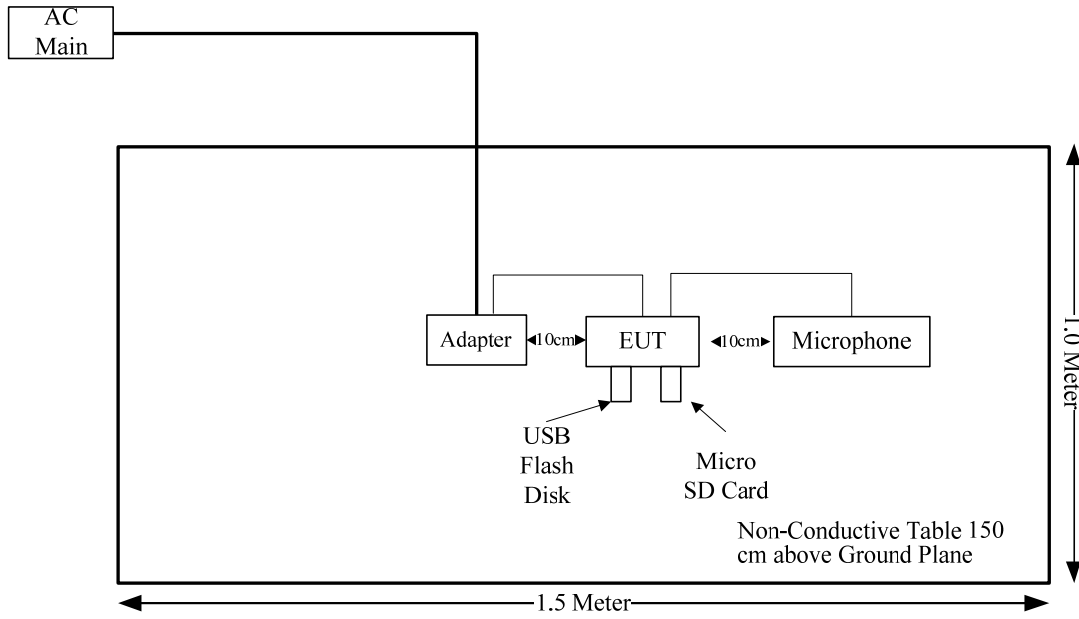 AC
Main
Adapter
10cm
EUT
10cm
Microphone
USB
Flash
Disk
Micro
SD Card
Non-Conductive Table 150
cm above Ground Plane
1.0 Meter
1.5 Meter